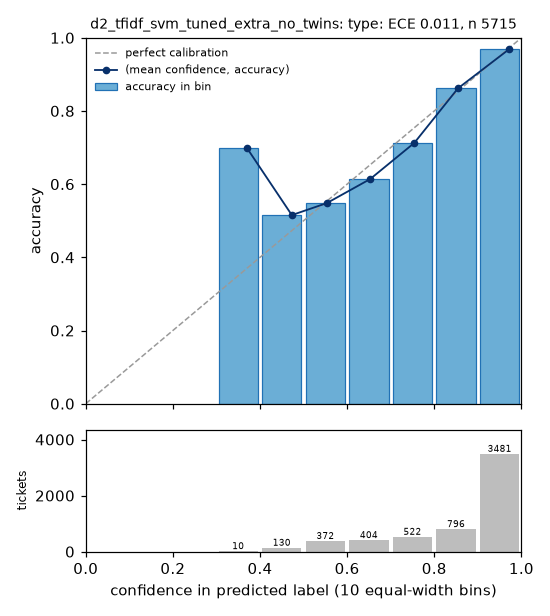 d2_tfidf_svm_tuned_extra_no_twins: type: ECE 0.011, n 5715
perfect calibration
(mean confidence, accuracy)
accuracy in bin
1.0
0.8
0.6
0.4
0.2
0.0
accuracy
4000
2000
0
tickets
10
130
372
404
522
796
3481
0.0 0.2 0.4 0.6 0.8 1.0
confidence in predicted label (10 equal-width bins)